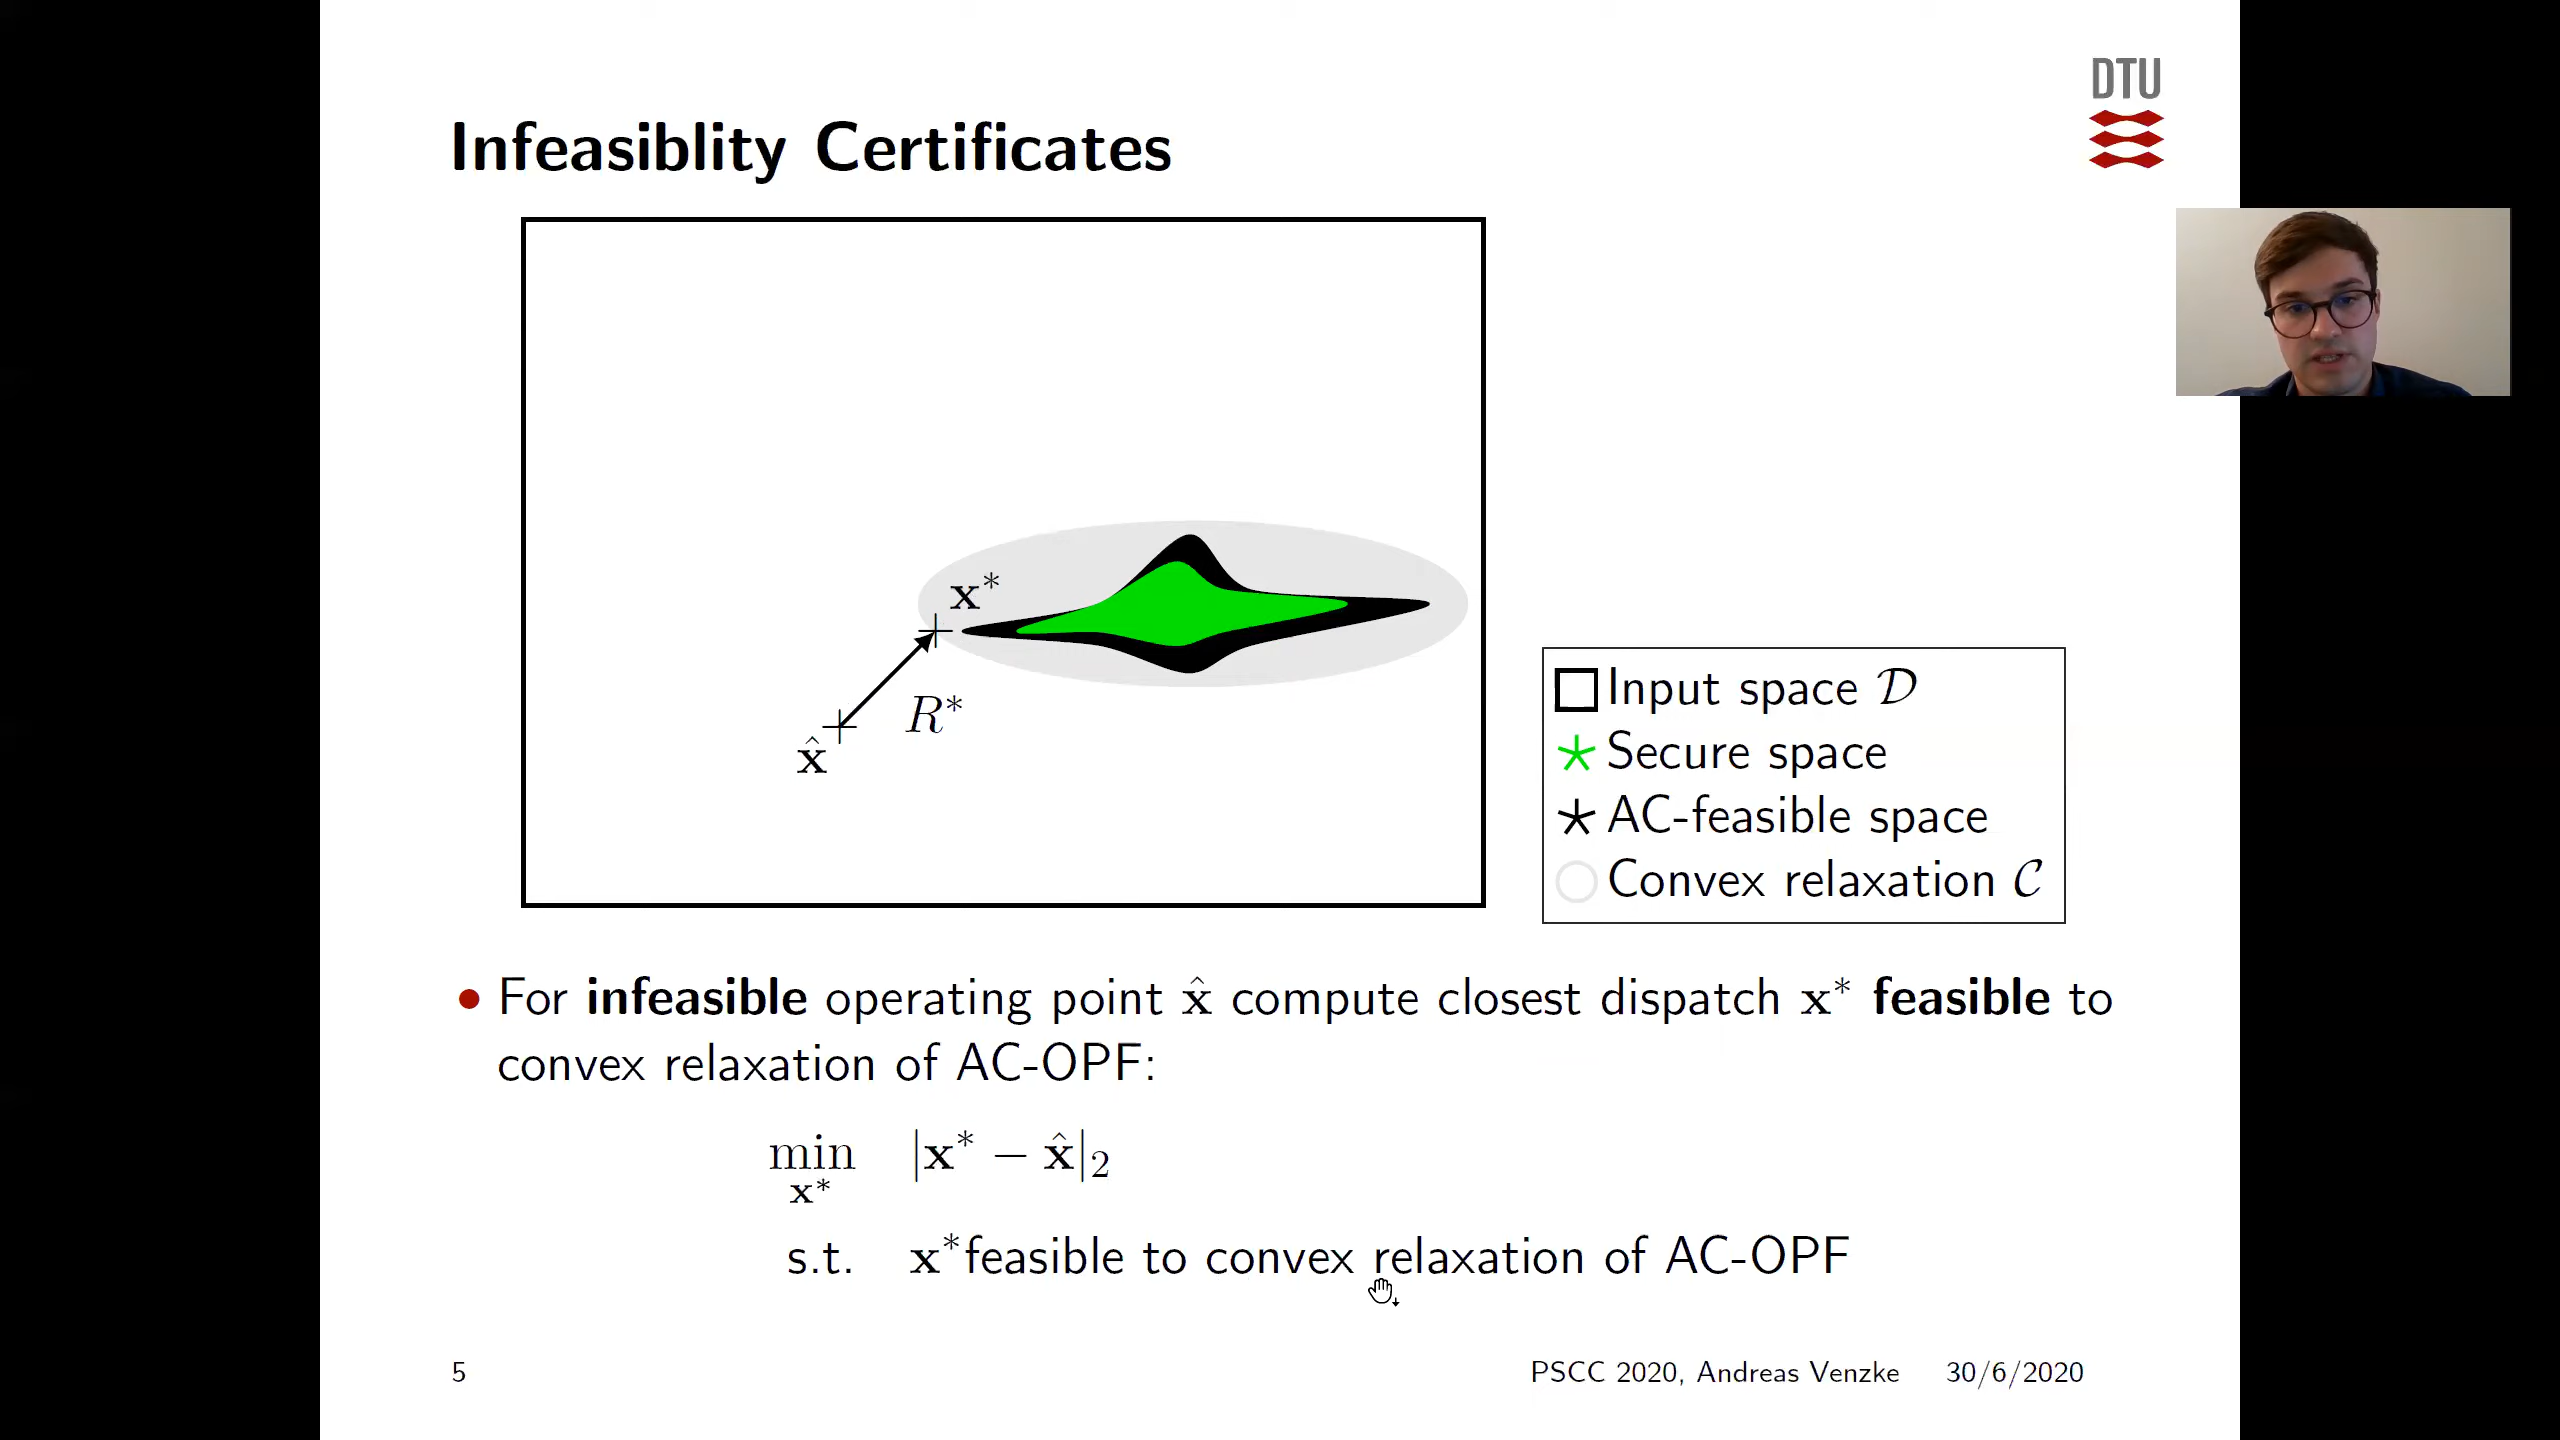 DTU
Infeasiblity Certificates
x*
R*
x̂
Input space 𝒟
Secure space
AC-feasible space
Convex relaxation 𝒞
• For infeasible operating point x̂ compute closest dispatch x* feasible to
convex relaxation of AC-OPF:
min |x* − x̂|₂
x*
s.t. x*feasible to convex relaxation of AC-OPF
5
PSCC 2020, Andreas Venzke 30/6/2020